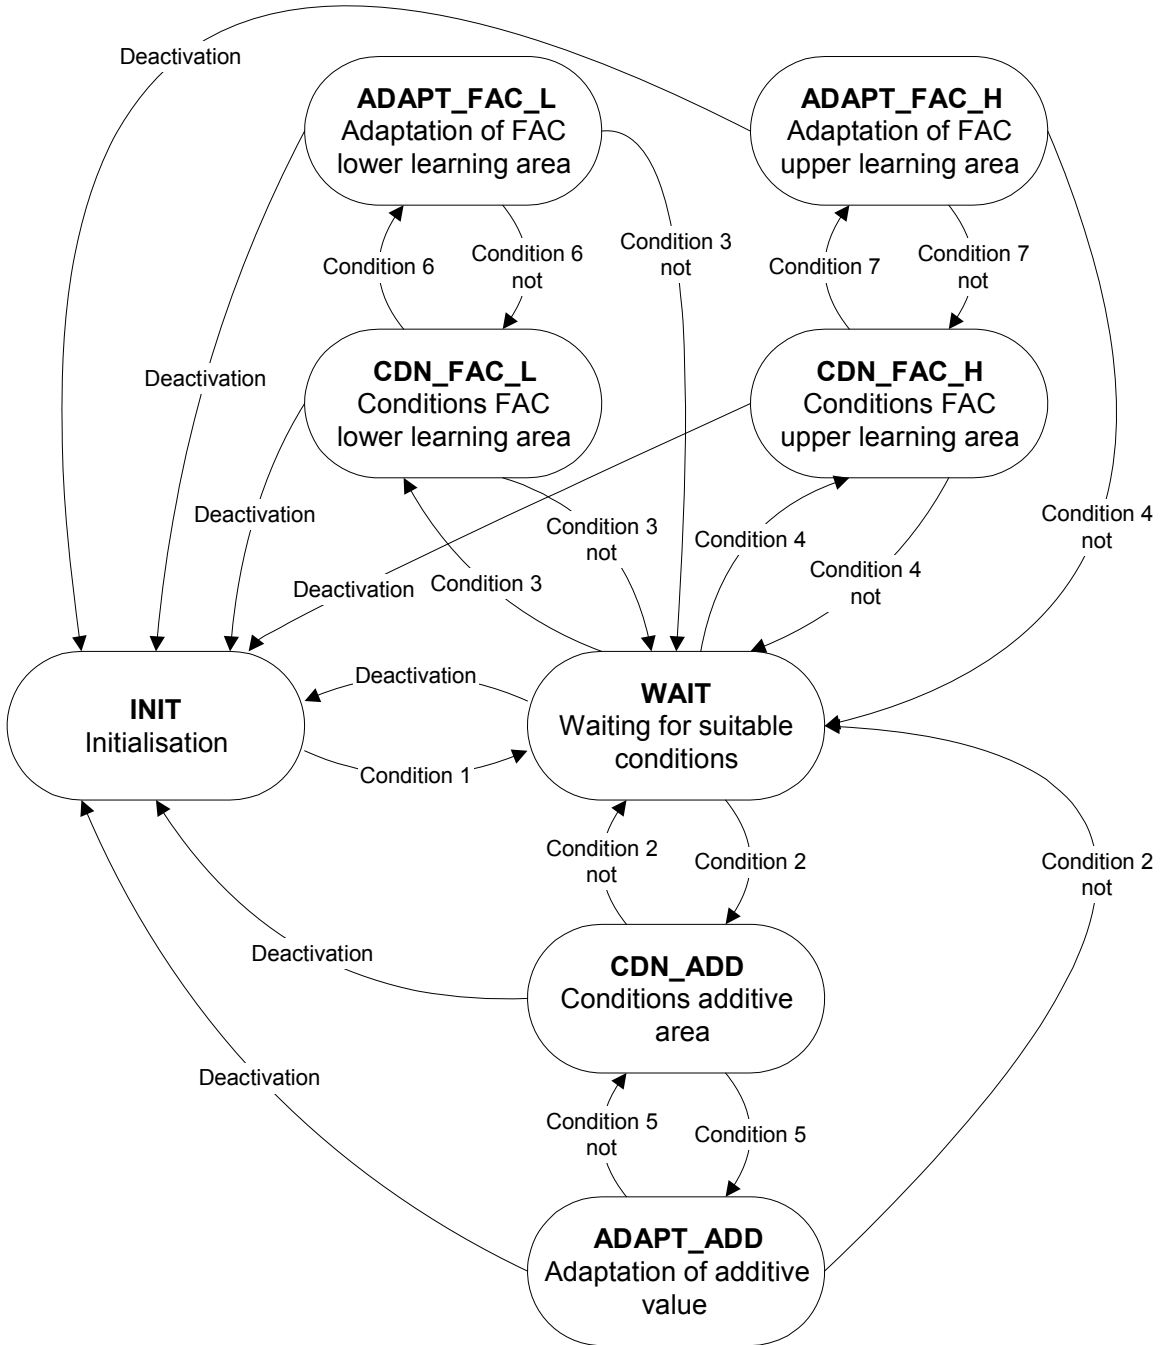 Deactivation
ADAPT_FAC_L
Adaptation of FAC
lower learning area
ADAPT_FAC_H
Adaptation of FAC
upper learning area
Condition 6
Condition 6
not
Condition 3
not
Condition 7
Condition 7
not
Deactivation
CDN_FAC_L
Conditions FAC
lower learning area
CDN_FAC_H
Conditions FAC
upper learning area
Deactivation
Condition 3
not
Condition 4
Condition 4
not
Condition 4
not
Deactivation
Condition 3
Deactivation
INIT
Initialisation
WAIT
Waiting for suitable
conditions
Condition 1
Condition 2
not
Condition 2
Condition 2
not
Deactivation
CDN_ADD
Conditions additive
area
Deactivation
Condition 5
not
Condition 5
ADAPT_ADD
Adaptation of additive
value